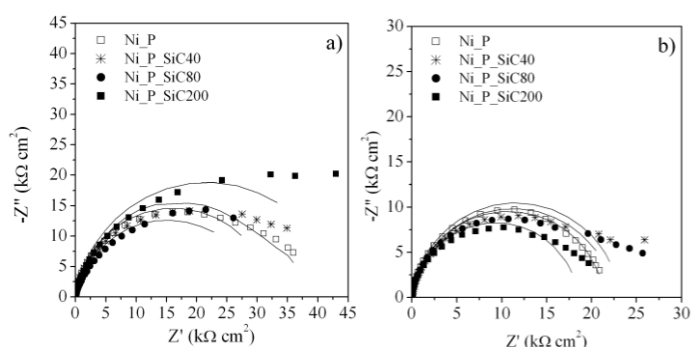 a)
Ni_P
Ni_P_SiC40
Ni_P_SiC80
Ni_P_SiC200
-Z" (kΩ cm²)
45
40
35
30
25
20
15
10
5
0
0 5 10 15 20 25 30 35 40 45
Z' (kΩ cm²)
b)
Ni_P
Ni_P_SiC40
Ni_P_SiC80
Ni_P_SiC200
-Z" (kΩ cm²)
30
25
20
15
10
5
0
0 5 10 15 20 25 30
Z' (kΩ cm²)